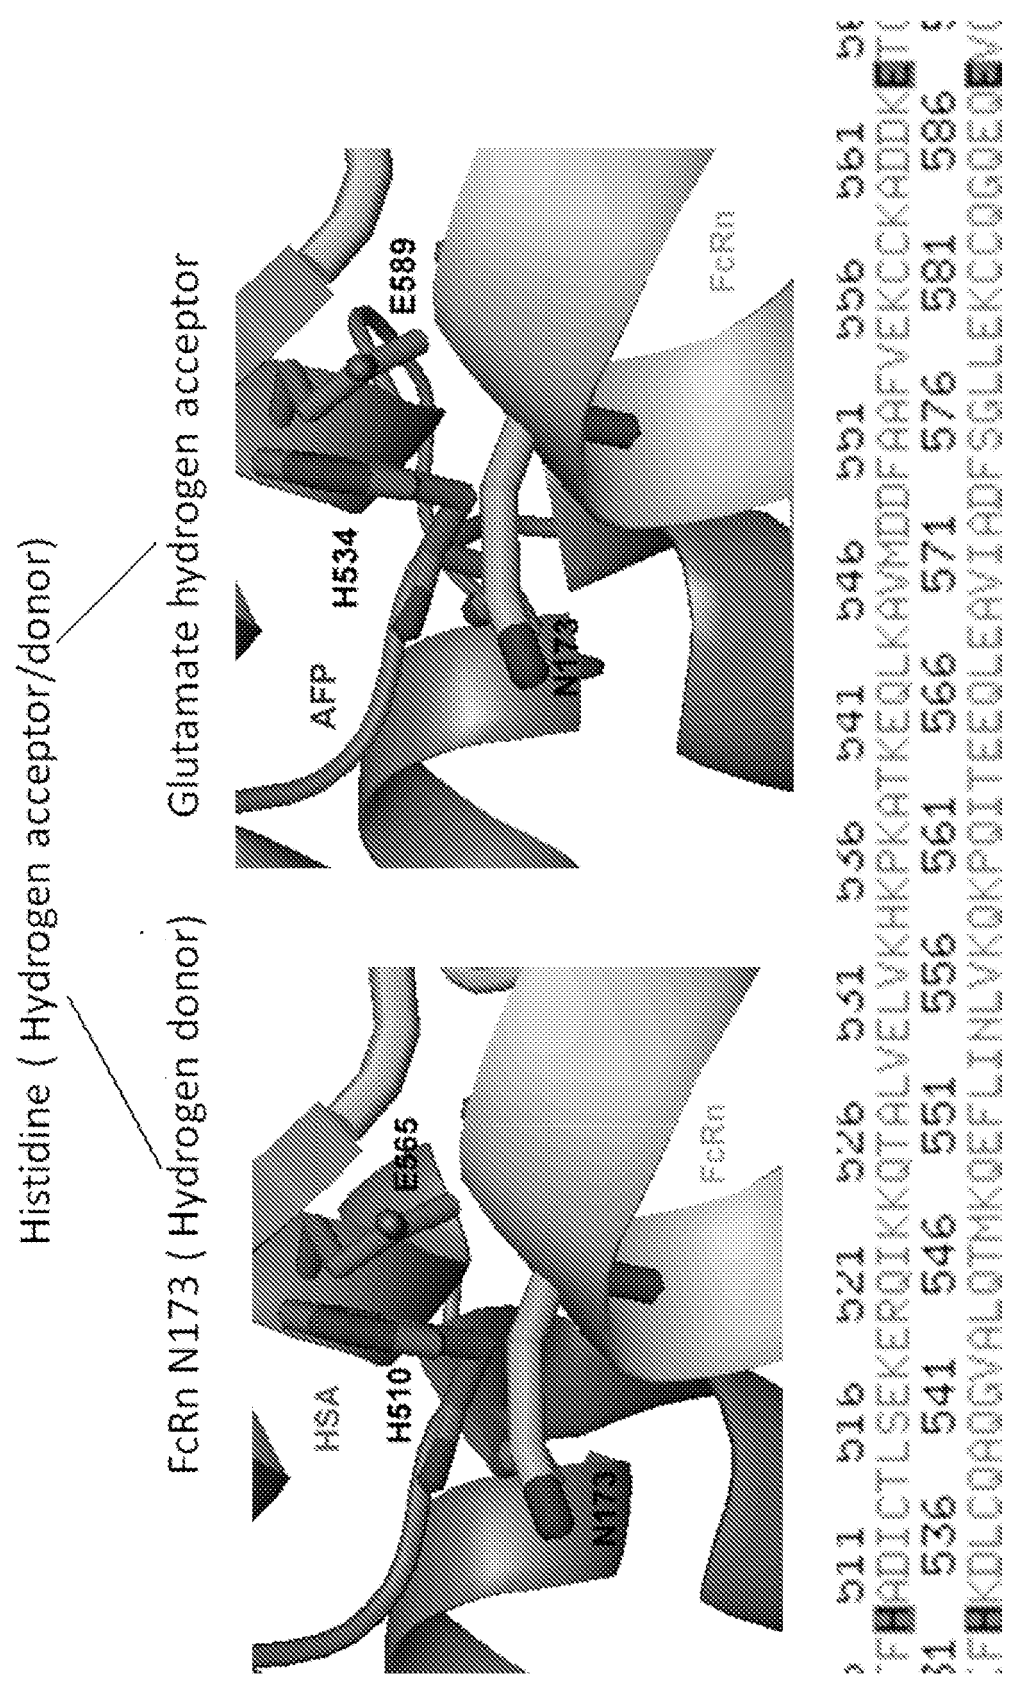 Histidine ( Hydrogen acceptor/donor)
FcRn N173 ( Hydrogen donor)
Glutamate hydrogen acceptor
HSA
H510
E565
N173
FcRn
AFP
H534
E589
N173
FcRn
511 516 521 526 531 536 541 546 551 556 561
FHADICTLSEKERQIKKQTALVELVKHKPKATKEQLKAVMDDFAAFVEKCCKADDKET
536 541 546 551 556 561 566 571 576 581 586
FHKDLCQAQGVALQTMKQEFLINLVKQKPQITEEQLEAVIADFSGLLEKCCQGQEQEV